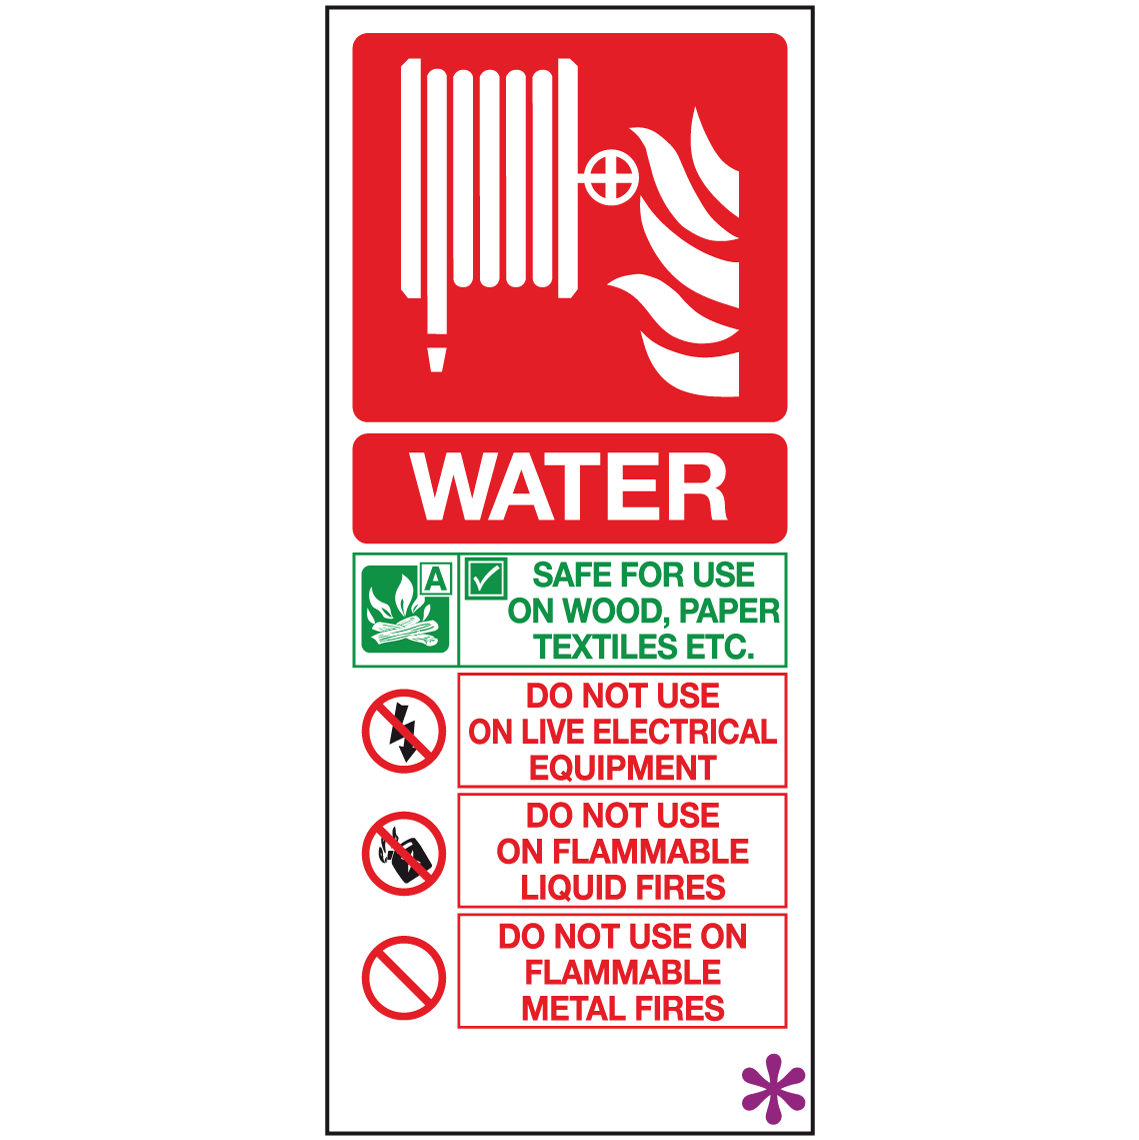 WATER
A
SAFE FOR USE
ON WOOD, PAPER
TEXTILES ETC.
DO NOT USE
ON LIVE ELECTRICAL
EQUIPMENT
DO NOT USE
ON FLAMMABLE
LIQUID FIRES
DO NOT USE ON
FLAMMABLE
METAL FIRES
*